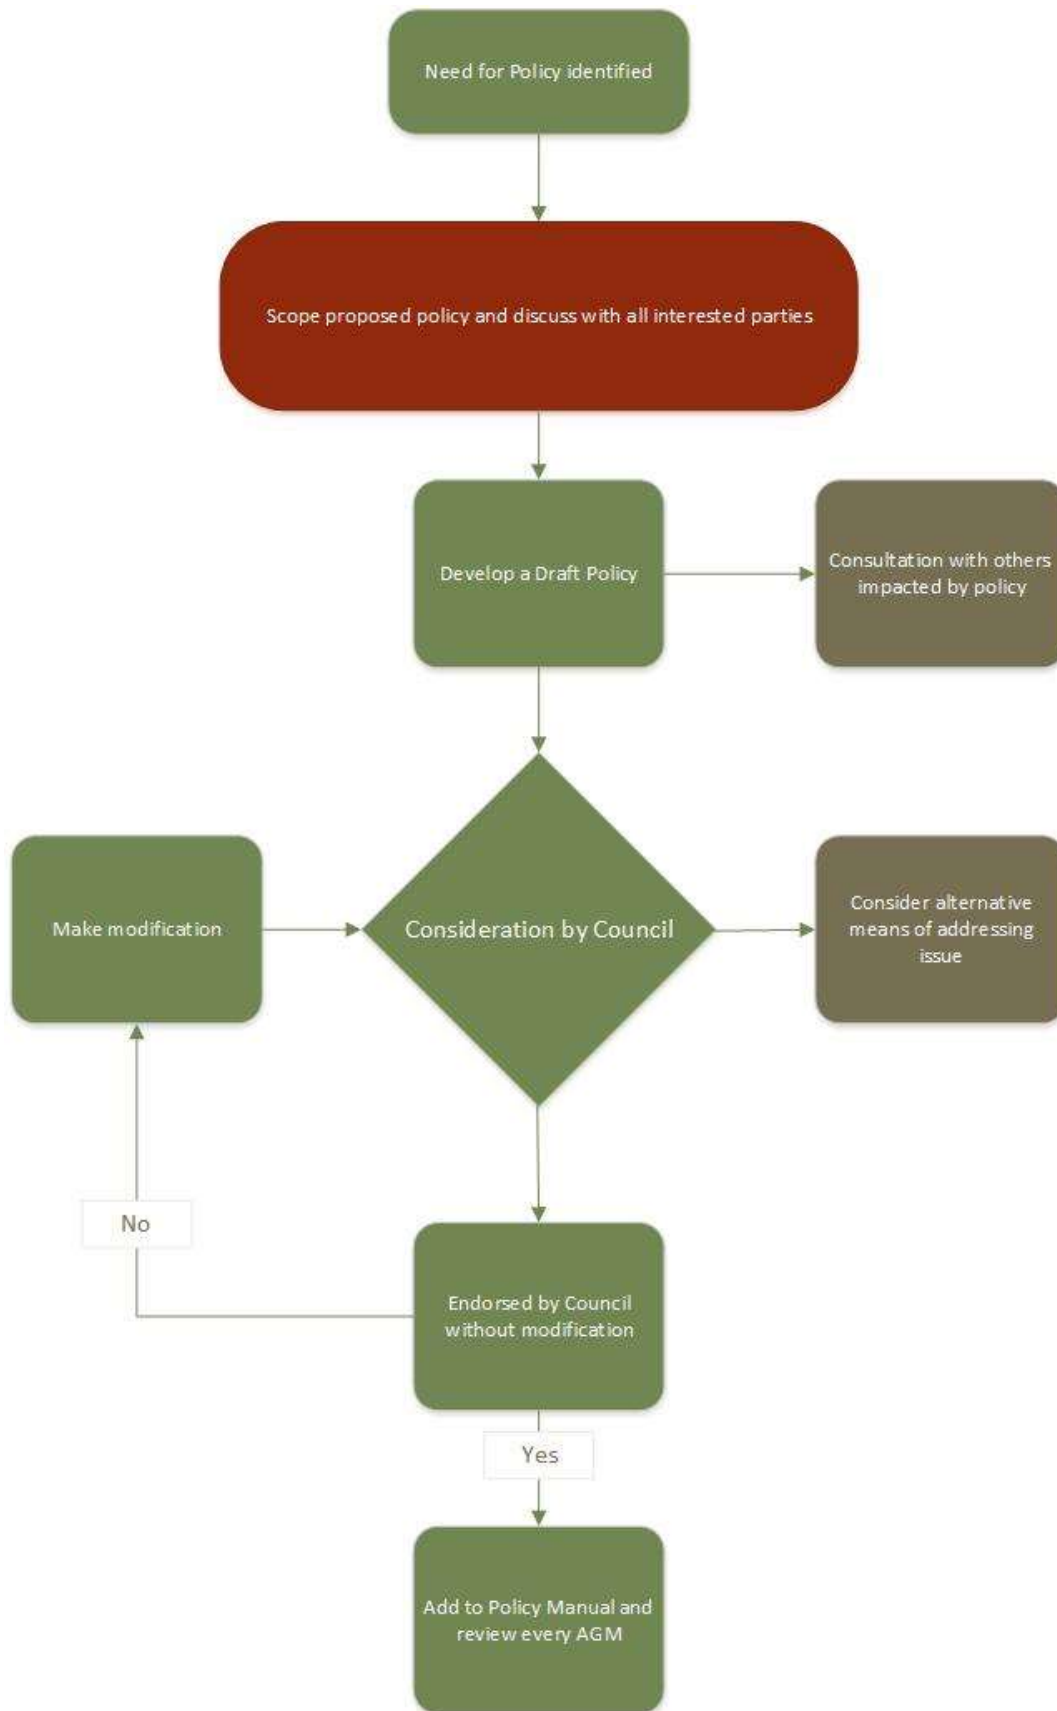 Need for Policy identified
Scope proposed policy and discuss with all interested parties
Develop a Draft Policy
Consultation with others
impacted by policy
Make modification
Consideration by Council
Consider alternative
means of addressing
issue
No
Endorsed by Council
without modification
Yes
Add to Policy Manual and
review every AGM